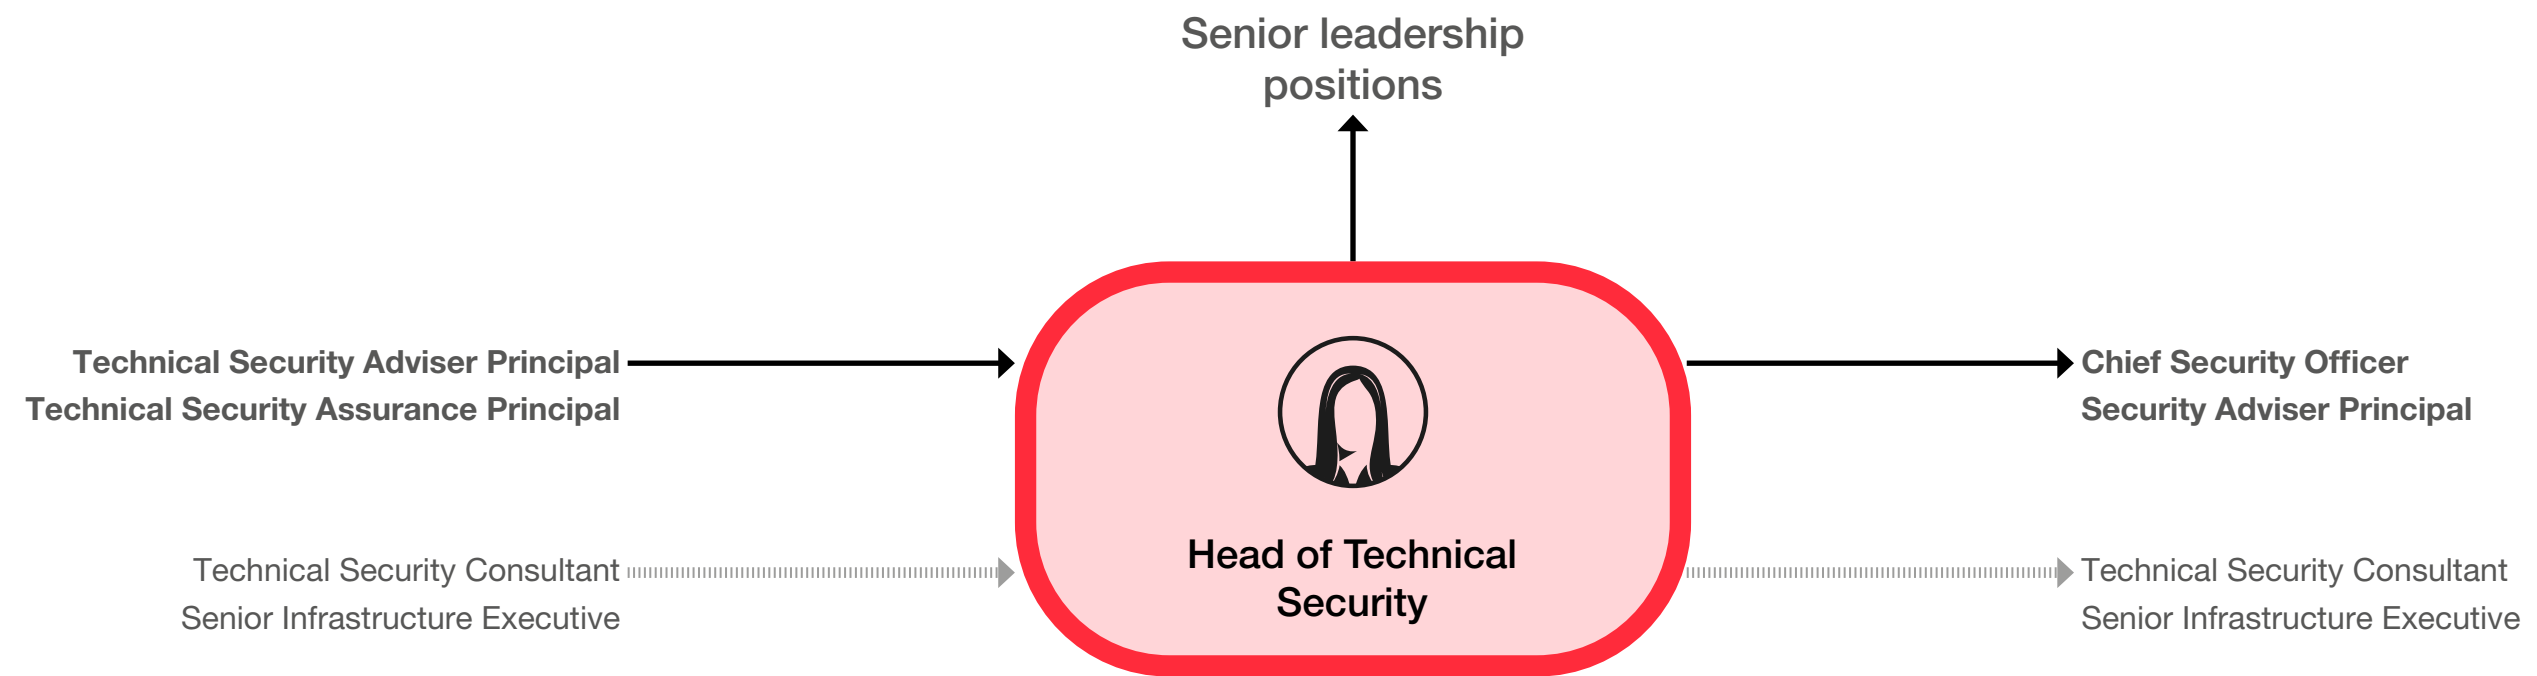 Senior leadership
positions
Technical Security Adviser Principal
Technical Security Assurance Principal
Technical Security Consultant
Senior Infrastructure Executive
Head of Technical
Security
Chief Security Officer
Security Adviser Principal
Technical Security Consultant
Senior Infrastructure Executive